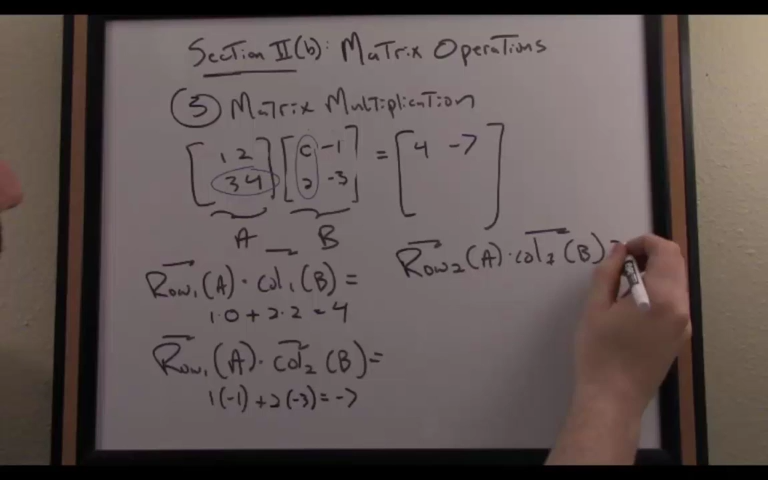 Section II(b): Matrix Operations
(3) Matrix Multiplication
[1 2] [0 -1] = [4 -7]
[3 4] [2 -3]
A B
Row1(A)·Col1(B)=
1·0+2·2=4
Row2(A)·Col1(B)=
Row1(A)·Col2(B)=
1(-1)+2(-3)=-7